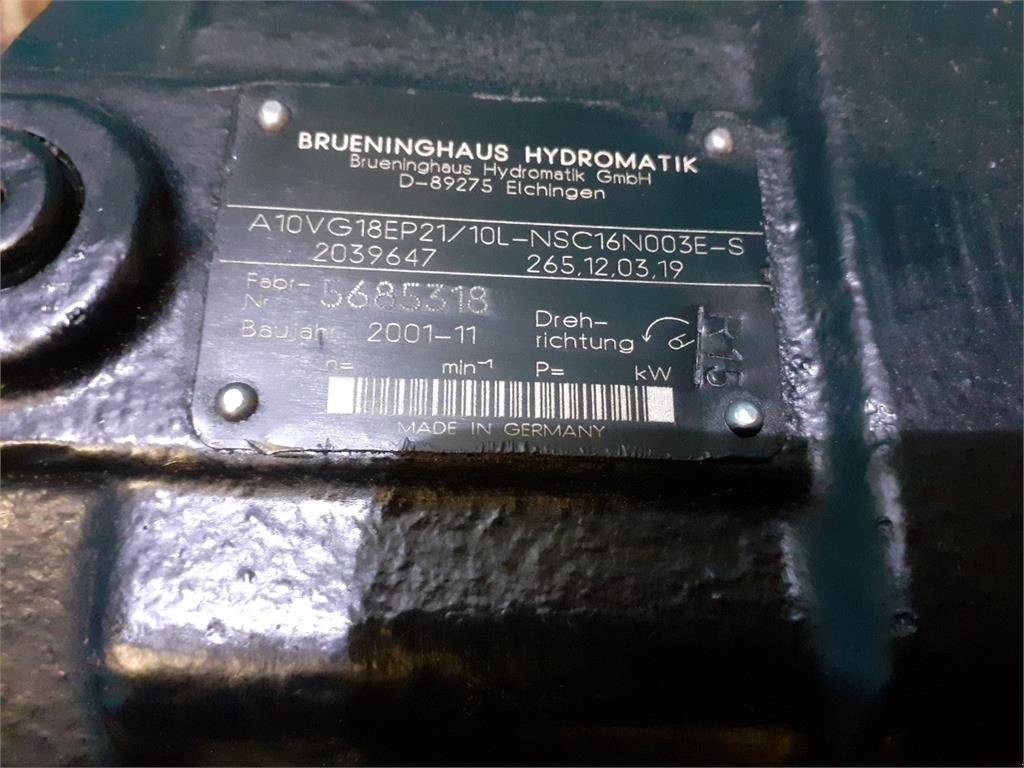 BRUENINGHAUS HYDROMATIK
Brueninghaus Hydromatik GmbH
D-89275 Elchingen
A10VG18EP21/10L-NSC16N003E-S
2039647 265.12.03.19
Fabr-
Nr. 5685318
Baujahr 2001-11
Dreh-
richtung
n= min⁻¹ P= kW
MADE IN GERMANY